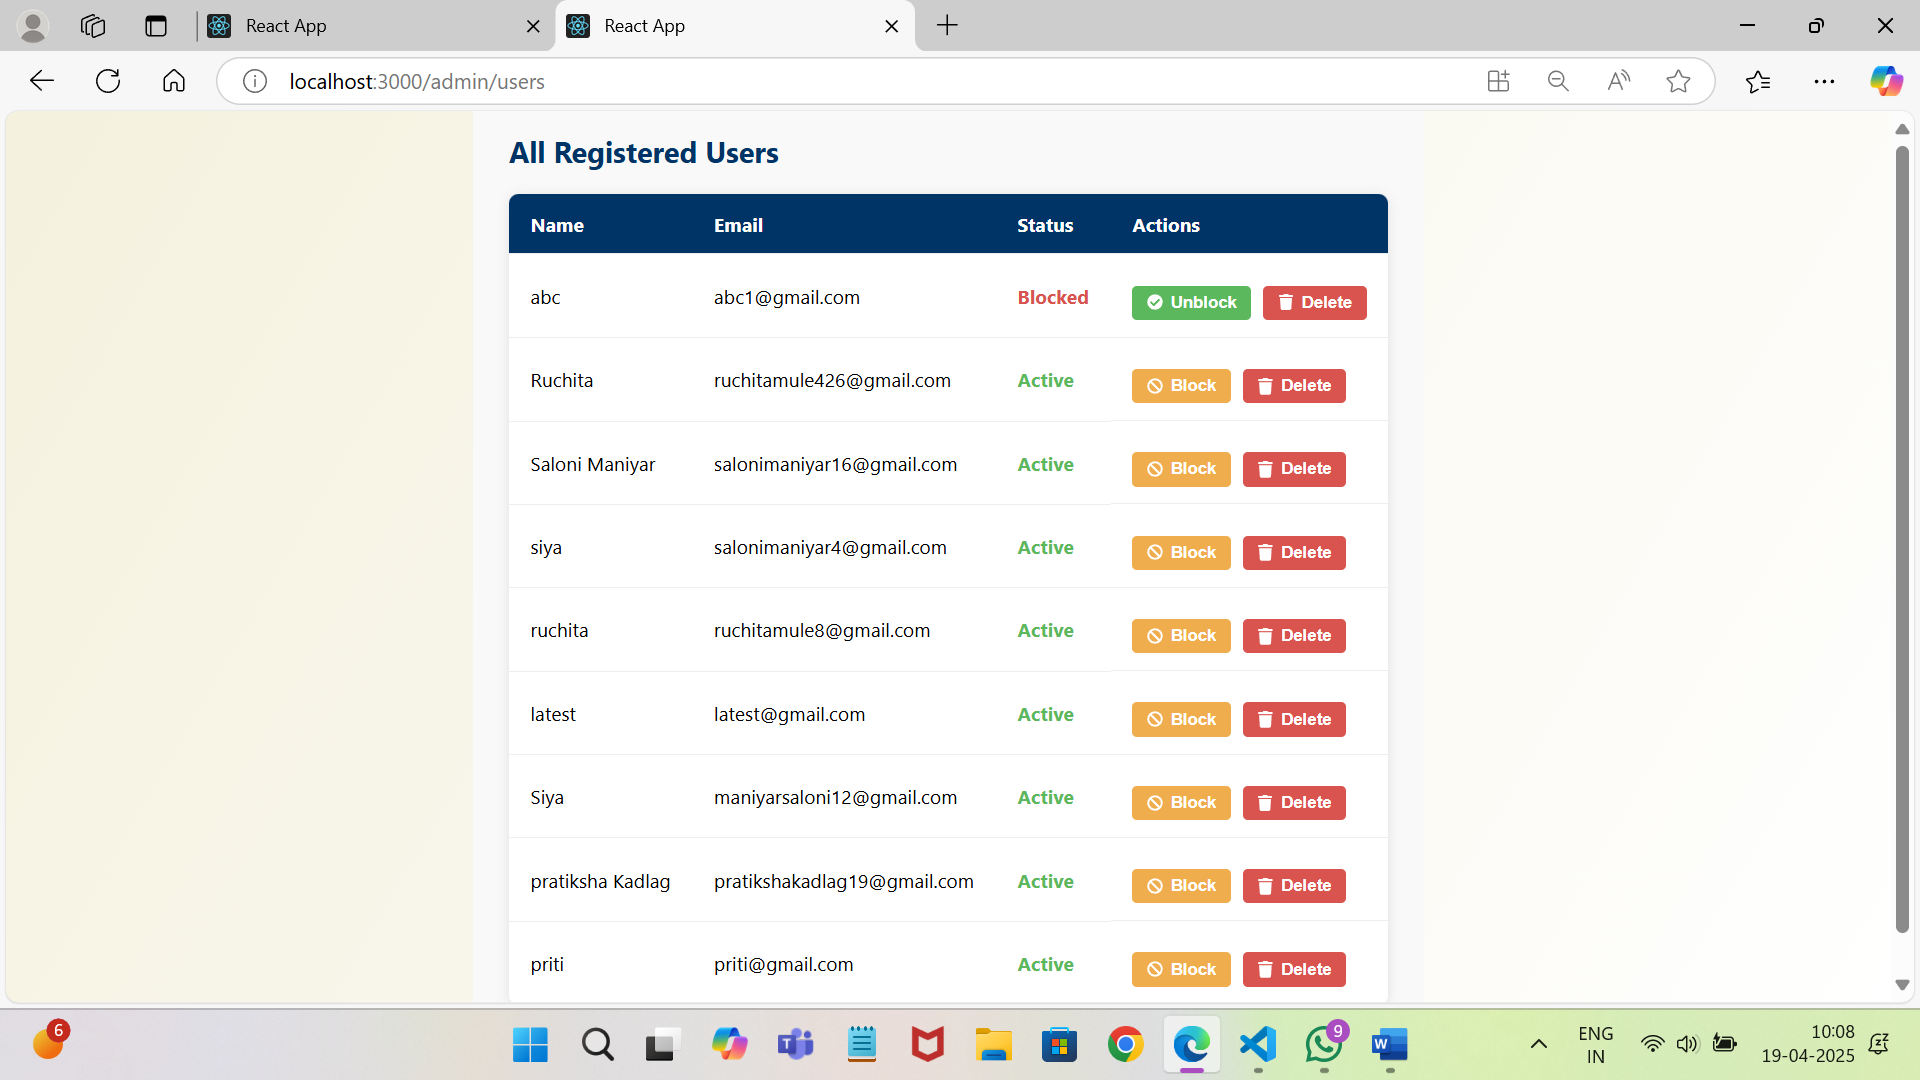 React App
React App
localhost:3000/admin/users
All Registered Users
Name Email Status Actions
abc abc1@gmail.com Blocked Unblock Delete
Ruchita ruchitamule426@gmail.com Active Block Delete
Saloni Maniyar salonimaniyar16@gmail.com Active Block Delete
siya salonimaniyar4@gmail.com Active Block Delete
ruchita ruchitamule8@gmail.com Active Block Delete
latest latest@gmail.com Active Block Delete
Siya maniyarsaloni12@gmail.com Active Block Delete
pratiksha Kadlag pratikshakadlag19@gmail.com Active Block Delete
priti priti@gmail.com Active Block Delete
6
T
9
W
ENG
IN
10:08
19-04-2025